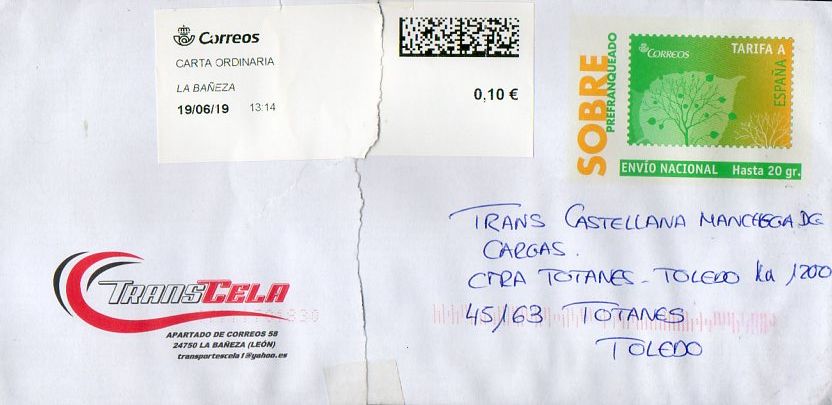 Correos
CARTA ORDINARIA
LA BAÑEZA
19/06/19 13:14
0,10 €
SOBRE
PREFRANQUEADO
CORREOS
TARIFA A
ESPAÑA
ENVÍO NACIONAL Hasta 20 gr.
TRANS CASTELLANA MANCHEGA DE
CARGAS.
CTRA TOTANES - TOLEDO Km 1,200
45163 TOTANES
TOLEDO
TRANSCELA
APARTADO DE CORREOS 58
24750 LA BAÑEZA (LEÓN)
transportescela1@yahoo.es